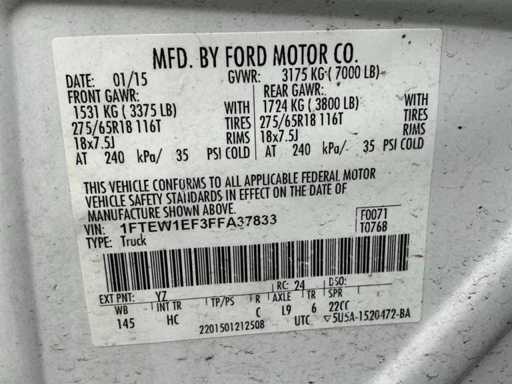 MFD. BY FORD MOTOR CO.
DATE: 01/15 GVWR: 3175 KG ( 7000 LB)
FRONT GAWR: REAR GAWR:
1531 KG ( 3375 LB) WITH 1724 KG ( 3800 LB) WITH
275/65R18 116T TIRES 275/65R18 116T TIRES
18x7.5J RIMS 18x7.5J RIMS
AT 240 kPa/ 35 PSI COLD AT 240 kPa/ 35 PSI COLD
THIS VEHICLE CONFORMS TO ALL APPLICABLE FEDERAL MOTOR
VEHICLE SAFETY STANDARDS IN EFFECT ON THE DATE OF
MANUFACTURE SHOWN ABOVE.
VIN: 1FTEW1EF3FFA37833 F0071
TYPE: Truck T076B
EXT PNT: YZ RC: 24 DSO:
WB INT TR TP/PS R AXLE TR SPR
145 HC C L9 6 22CC
2201501212508 UTC 5U5A-1520472-BA